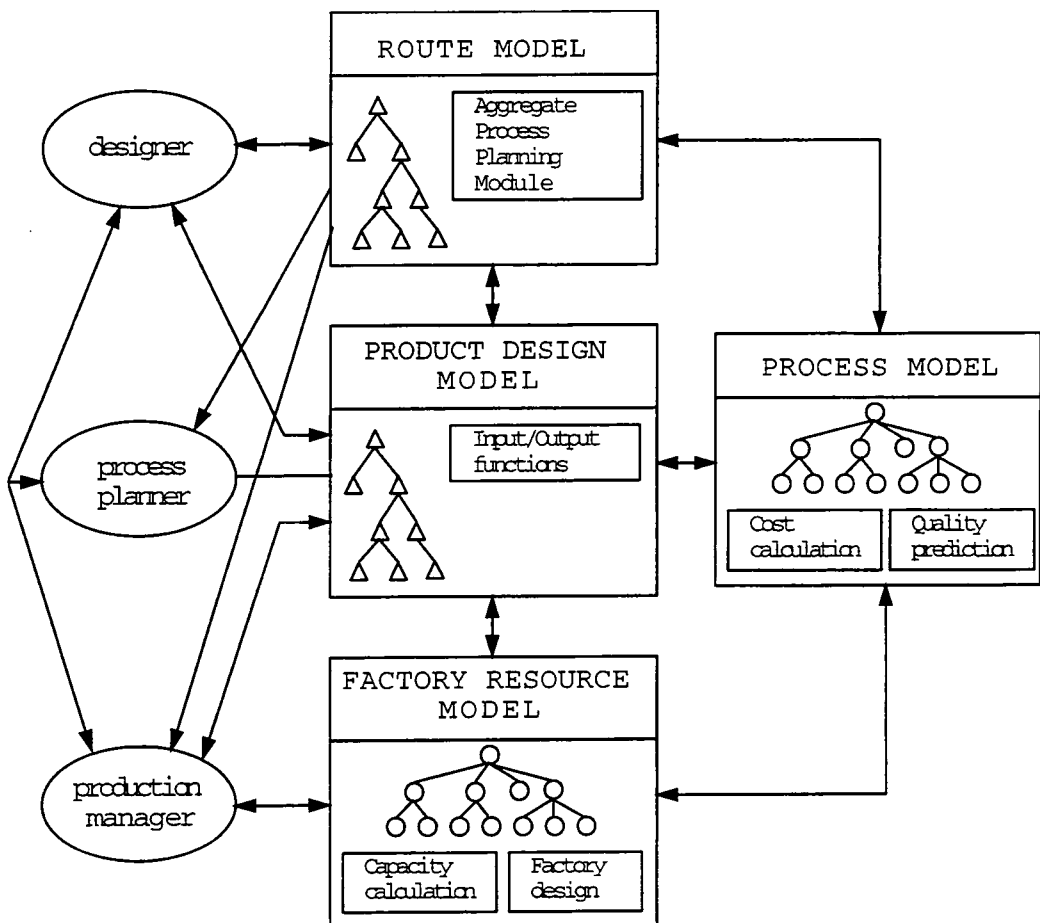 ROUTE MODEL
Aggregate
Process
Planning
Module
designer
PRODUCT DESIGN
MODEL
Input/Output
functions
process
planner
PROCESS MODEL
Cost
calculation
Quality
prediction
FACTORY RESOURCE
MODEL
production
manager
Capacity
calculation
Factory
design